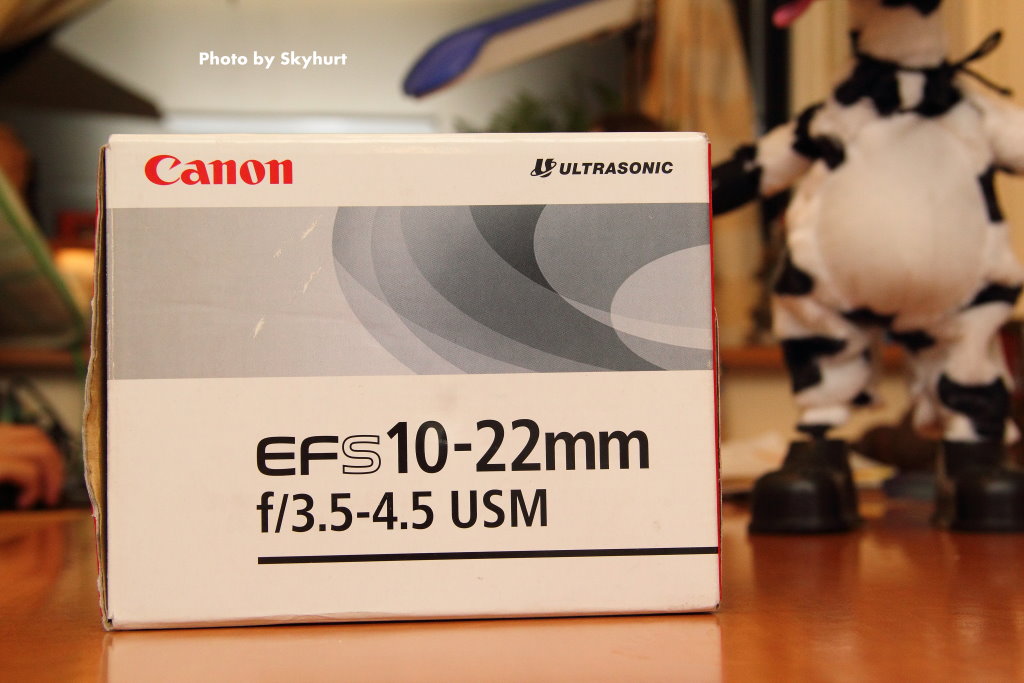 Photo by Skyhurt
Canon
ULTRASONIC
EFS10-22mm
f/3.5-4.5 USM